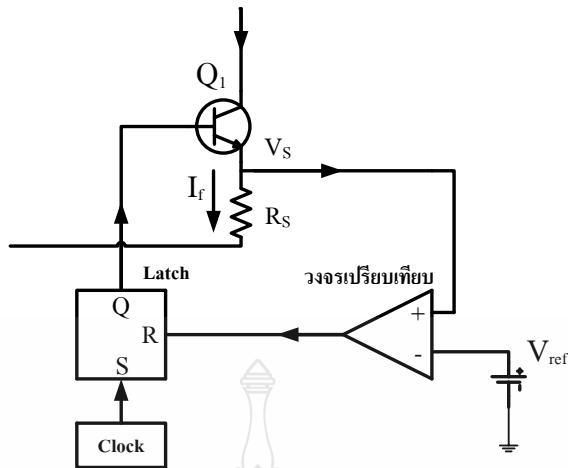 Q1
VS
If
RS
Latch
วงจรเปรียบเทียบ
Q
R
S
+
-
Vref
Clock